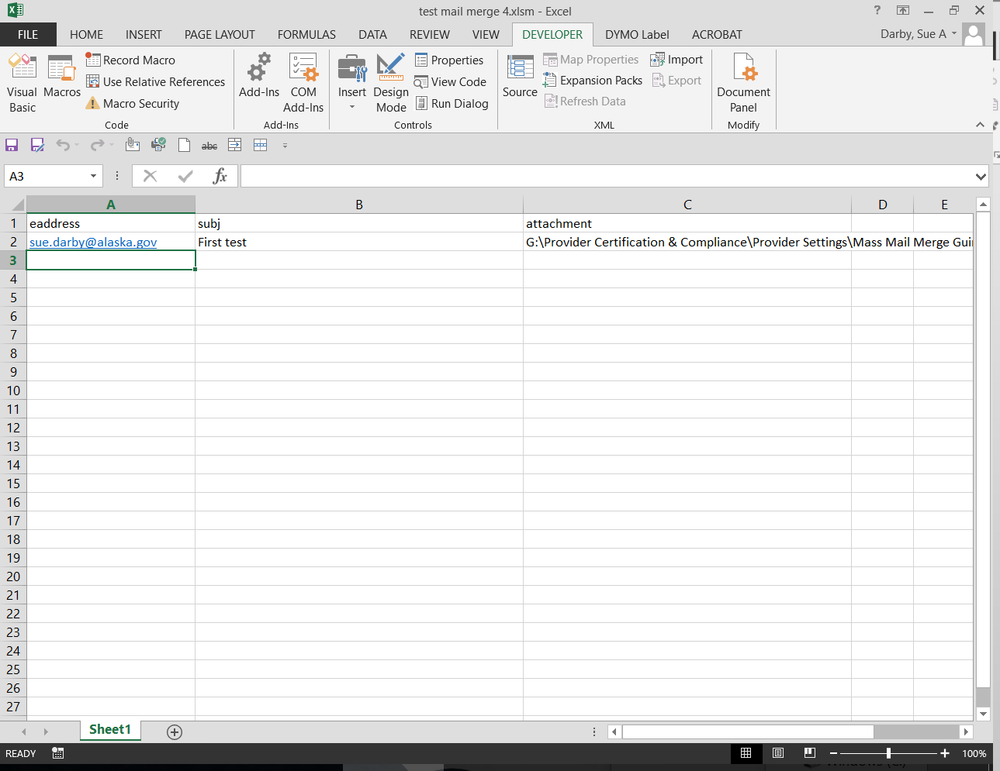 test mail merge 4.xlsm - Excel
?
FILE HOME INSERT PAGE LAYOUT FORMULAS DATA REVIEW VIEW DEVELOPER DYMO Label ACROBAT Darby, Sue A
Visual Basic
Macros
Record Macro
Use Relative References
Macro Security
Code
Add-Ins
COM Add-Ins
Add-Ins
Insert
Design Mode
Properties
View Code
Run Dialog
Controls
Source
Map Properties
Expansion Packs
Refresh Data
Import
Export
XML
Document Panel
Modify
abc
A3
fx
A B C D E
1 eaddress subj attachment
2 sue.darby@alaska.gov First test G:\Provider Certification & Compliance\Provider Settings\Mass Mail Merge Gui
3
4
5
6
7
8
9
10
11
12
13
14
15
16
17
18
19
20
21
22
23
24
25
26
27
Sheet1
READY
100%